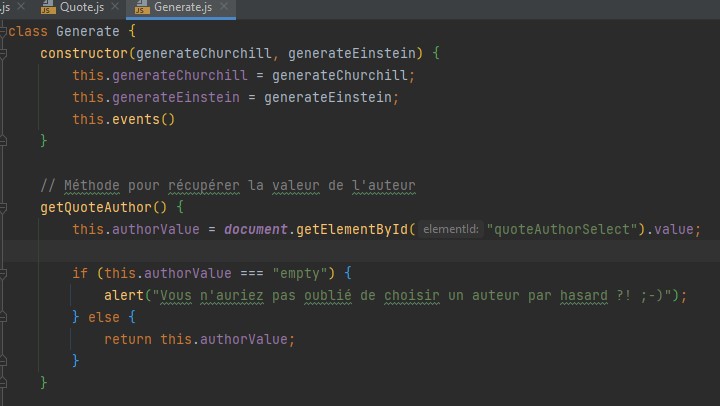 .js Quote.js Generate.js
class Generate {
constructor(generateChurchill, generateEinstein) {
this.generateChurchill = generateChurchill;
this.generateEinstein = generateEinstein;
this.events()
}
// Méthode pour récupérer la valeur de l'auteur
getQuoteAuthor() {
this.authorValue = document.getElementById( elementId: "quoteAuthorSelect").value;
if (this.authorValue === "empty") {
alert("Vous n'auriez pas oublié de choisir un auteur par hasard ?! ;-)");
} else {
return this.authorValue;
}
}